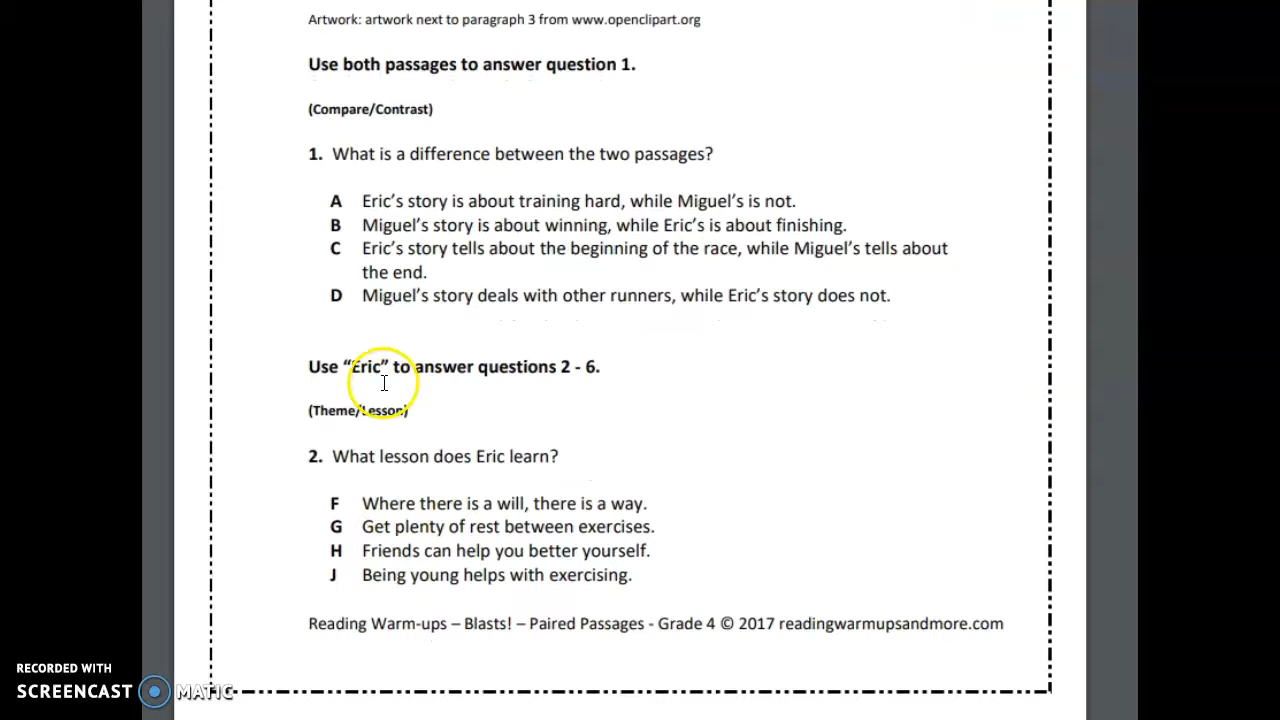 Artwork: artwork next to paragraph 3 from www.openclipart.org
Use both passages to answer question 1.
(Compare/Contrast)
1. What is a difference between the two passages?
A Eric’s story is about training hard, while Miguel’s is not.
B Miguel’s story is about winning, while Eric’s is about finishing.
C Eric’s story tells about the beginning of the race, while Miguel’s tells about
the end.
D Miguel’s story deals with other runners, while Eric’s story does not.
Use “Eric” to answer questions 2 - 6.
(Theme/Lesson)
2. What lesson does Eric learn?
F Where there is a will, there is a way.
G Get plenty of rest between exercises.
H Friends can help you better yourself.
J Being young helps with exercising.
Reading Warm-ups – Blasts! – Paired Passages - Grade 4 © 2017 readingwarmupsandmore.com
RECORDED WITH
SCREENCAST MATIC